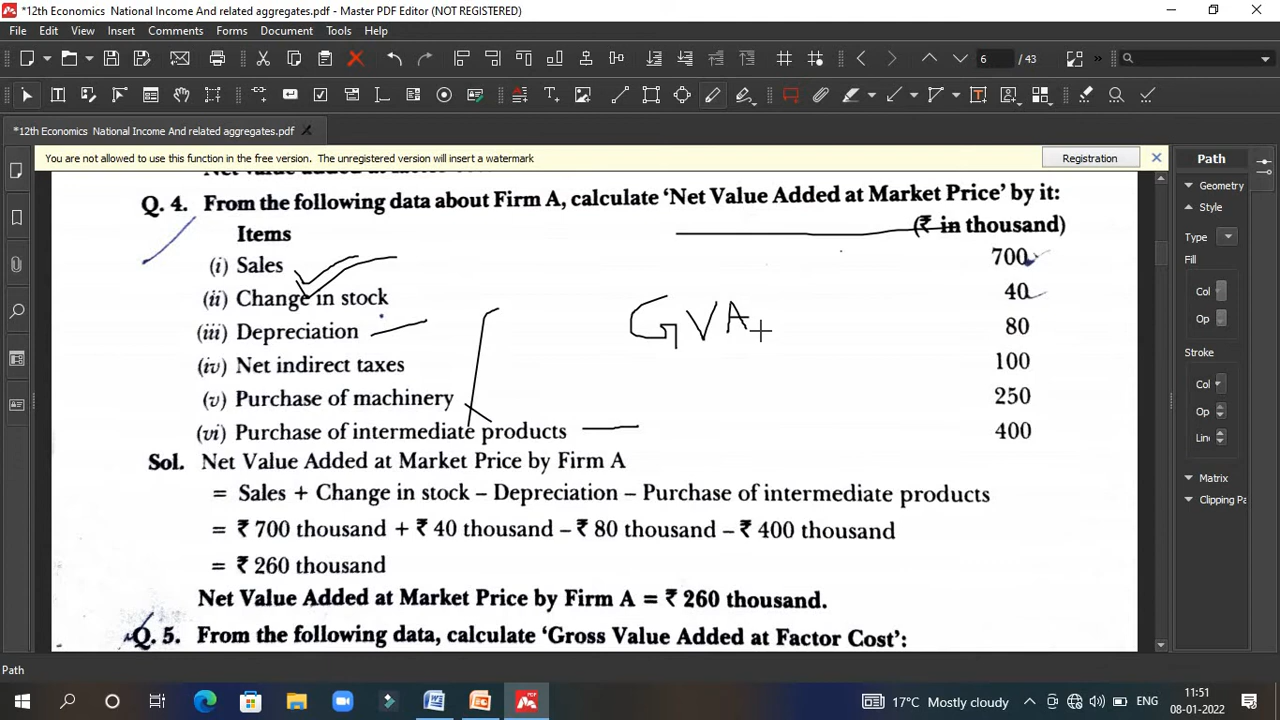 *12th Economics  National Income And related aggregates.pdf - Master PDF Editor (NOT REGISTERED)
File Edit View Insert Comments Forms Document Tools Help
6 / 43
*12th Economics  National Income And related aggregates.pdf
You are not allowed to use this function in the free version.  The unregistered version will insert a watermark
Registration
Q. 4. From the following data about Firm A, calculate ‘Net Value Added at Market Price’ by it:
Items (₹ in thousand)
(i) Sales 700
(ii) Change in stock 40
(iii) Depreciation 80
(iv) Net indirect taxes 100
(v) Purchase of machinery 250
(vi) Purchase of intermediate products 400
GVA
Sol. Net Value Added at Market Price by Firm A
= Sales + Change in stock – Depreciation – Purchase of intermediate products
= ₹ 700 thousand + ₹ 40 thousand – ₹ 80 thousand – ₹ 400 thousand
= ₹ 260 thousand
Net Value Added at Market Price by Firm A = ₹ 260 thousand.
Q. 5. From the following data, calculate ‘Gross Value Added at Factor Cost’:
Path
Geometry
Style
Type
Fill
Col
Op
Stroke
Col
Op
Lin
Matrix
Clipping Pa
Path
17°C Mostly cloudy
ENG
11:51
08-01-2022